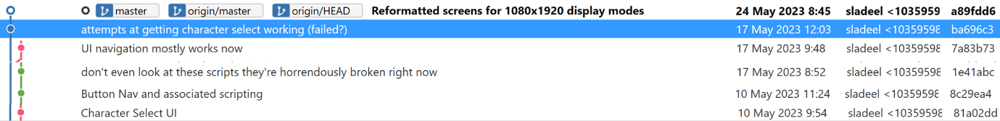 master origin/master origin/HEAD Reformatted screens for 1080x1920 display modes 24 May 2023 8:45 sladeel <1035959 a89fdd6
attempts at getting character select working (failed?) 17 May 2023 12:03 sladeel <10359598 ba696c3
UI navigation mostly works now 17 May 2023 9:48 sladeel <10359598 7a83b73
don't even look at these scripts they're horrendously broken right now 17 May 2023 8:52 sladeel <10359598 1e41abc
Button Nav and associated scripting 10 May 2023 11:24 sladeel <10359598 8c29ea4
Character Select UI 10 May 2023 9:54 sladeel <10359598 81a02dd